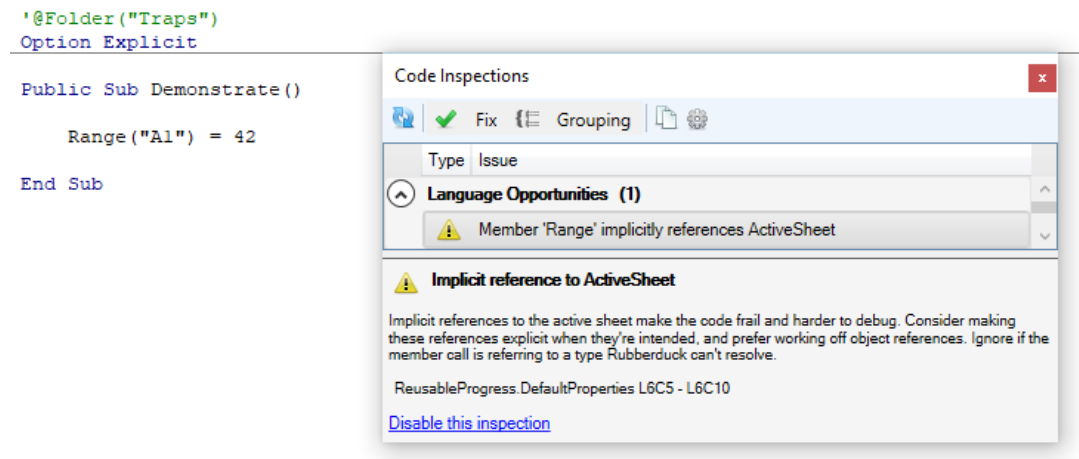 '@Folder("Traps")
Option Explicit
Public Sub Demonstrate()
Range("A1") = 42
End Sub
Code Inspections
x
Fix
Grouping
Type Issue
Language Opportunities (1)
Member 'Range' implicitly references ActiveSheet
Implicit reference to ActiveSheet
Implicit references to the active sheet make the code frail and harder to debug. Consider making
these references explicit when they're intended, and prefer working off object references. Ignore if the
member call is referring to a type Rubberduck can't resolve.
ReusableProgress.DefaultProperties L6C5 - L6C10
Disable this inspection